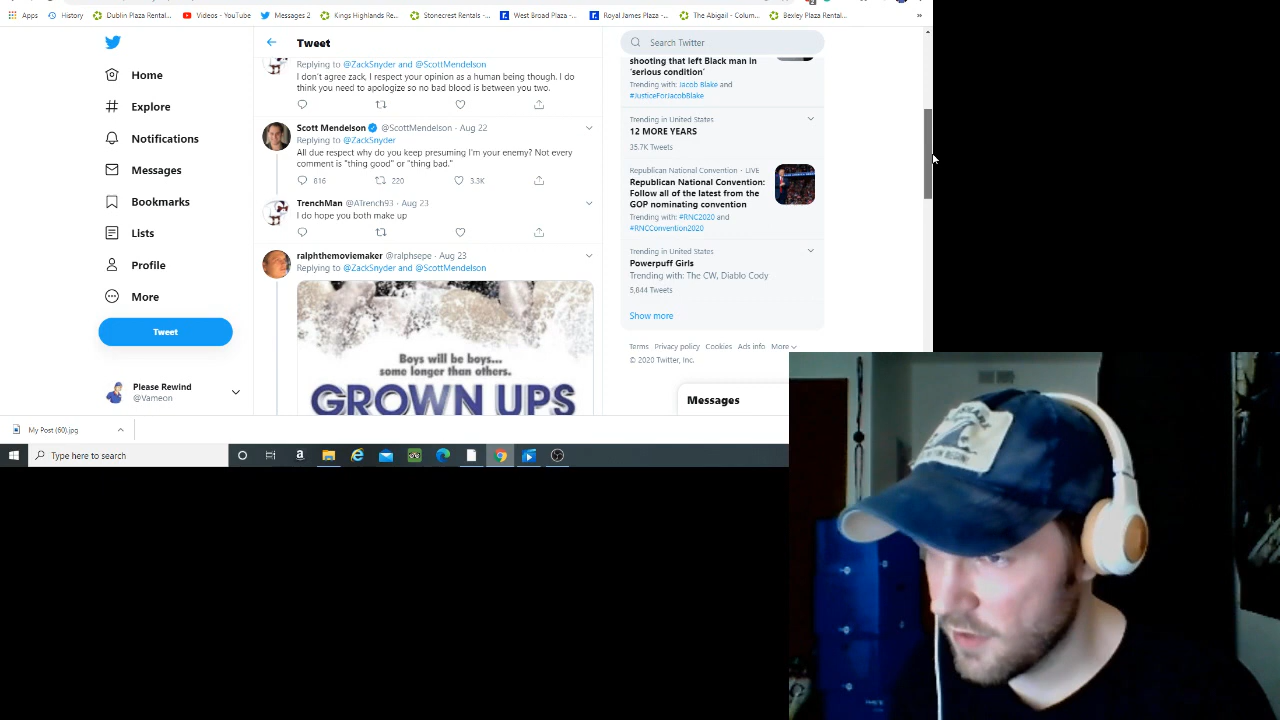 Apps
History
Dublin Plaza Rental...
Videos - YouTube
Messages 2
Kings Highlands Re...
Stonecrest Rentals -...
West Broad Plaza -...
Royal James Plaza -...
The Abigail - Colum...
Bexley Plaza Rental...
»
Tweet
Home
Explore
Notifications
Messages
Bookmarks
Lists
Profile
More
Tweet
Please Rewind
@Vameon
Replying to @ZackSnyder and @ScottMendelson
I don't agree zack, I respect your opinion as a human being though. I do
think you need to apologize so no bad blood is between you two.
Scott Mendelson @ScottMendelson · Aug 22
Replying to @ZackSnyder
All due respect why do you keep presuming I'm your enemy? Not every
comment is "thing good" or "thing bad."
816 220 3.3K
TrenchMan @ATrench93 · Aug 23
I do hope you both make up
ralphthemoviemaker @ralphsepe · Aug 23
Replying to @ZackSnyder and @ScottMendelson
Boys will be boys...
some longer than others.
GROWN UPS
Search Twitter
shooting that left Black man in
'serious condition'
Trending with: Jacob Blake and
#JusticeForJacobBlake
Trending in United States
12 MORE YEARS
35.7K Tweets
Republican National Convention · LIVE
Republican National Convention:
Follow all of the latest from the
GOP nominating convention
Trending with: #RNC2020 and
#RNCConvention2020
Trending in United States
Powerpuff Girls
Trending with: The CW, Diablo Cody
5,844 Tweets
Show more
Terms Privacy policy Cookies Ads info More
© 2020 Twitter, Inc.
Messages
My Post (60).jpg
Type here to search